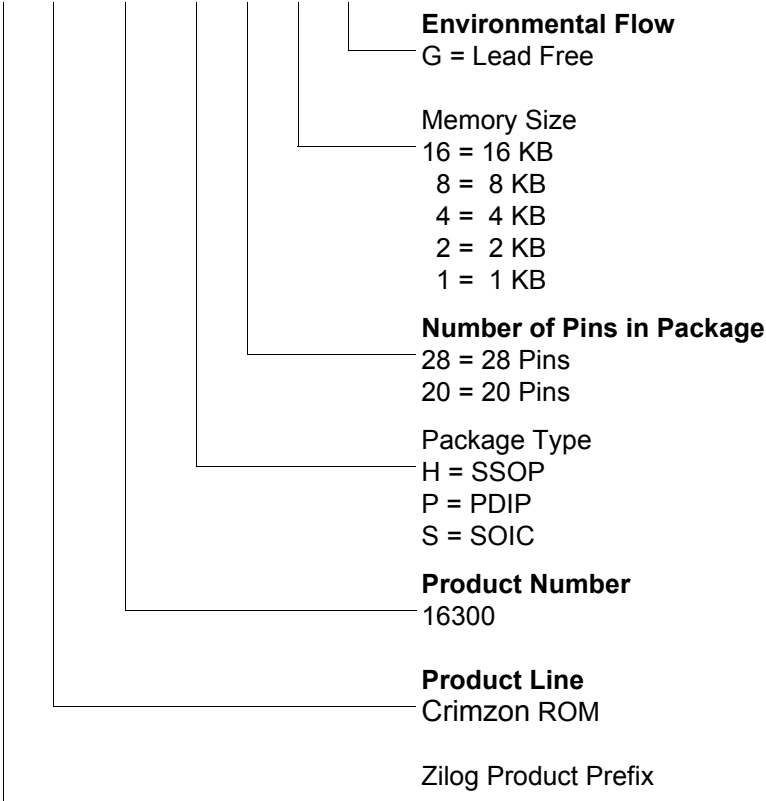 Environmental Flow
G = Lead Free
Memory Size
16 = 16 KB
8 = 8 KB
4 = 4 KB
2 = 2 KB
1 = 1 KB
Number of Pins in Package
28 = 28 Pins
20 = 20 Pins
Package Type
H = SSOP
P = PDIP
S = SOIC
Product Number
16300
Product Line
Crimzon ROM
Zilog Product Prefix